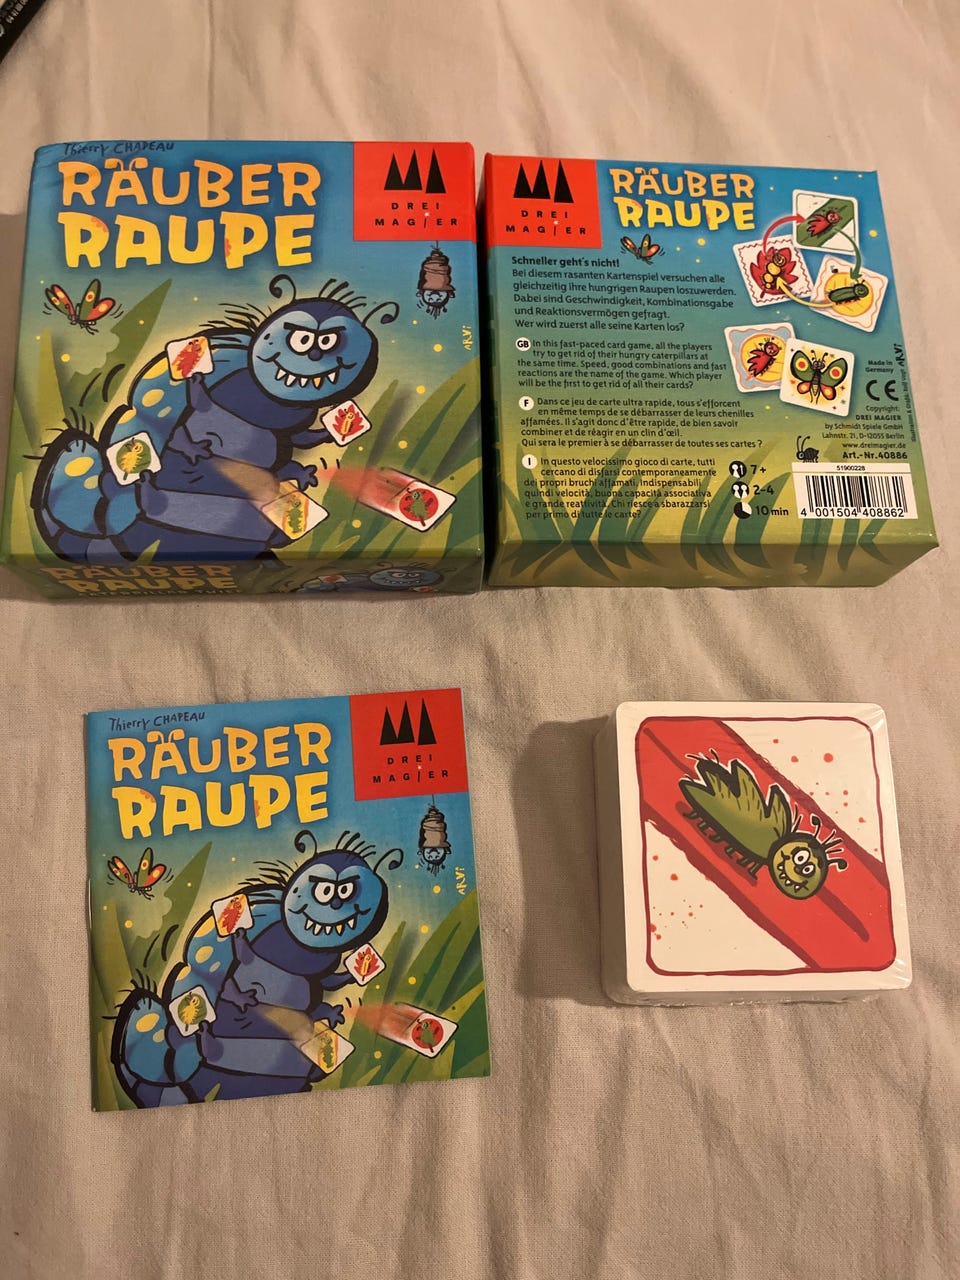 Thierry CHAPEAU
RÄUBER
RAUPE
DREI
MAGIER
ARVi
RÄUBER
RAUPE
DREI
MAGIER
RÄUBER
RAUPE
Schneller geht's nicht!
Bei diesem rasanten Kartenspiel versuchen alle
gleichzeitig ihre hungrigen Raupen loszuwerden.
Dabei sind Geschwindigkeit, Kombinationsgabe
und Reaktionsvermögen gefragt.
Wer wird zuerst alle seine Karten los?
GB In this fast-paced card game, all the players
try to get rid of their hungry caterpillars at
the same time. Speed, good combinations and fast
reactions are the name of the game. Which player
will be the first to get rid of all their cards?
F Dans ce jeu de carte ultra rapide, tous s'efforcent
en même temps de se débarrasser de leurs chenilles
affamées. Il s'agit donc d'être rapide, de bien savoir
combiner et de réagir en un clin d'œil.
Qui sera le premier à se débarrasser de toutes ses cartes ?
I In questo velocissimo gioco di carte, tutti
cercano di disfarsi contemporaneamente
dei propri bruchi affamati. Indispensabili
quindi velocità, buona capacità associativa
e grande reattività. Chi riesce a sbarazzarsi
per primo di tutte le carte?
7+
2-4
10 min
Made in
Germany
CE
Copyright:
DREI MAGIER
by Schmidt Spiele GmbH
Lahnstr. 21, D-12055 Berlin
www.dreimagier.de
Art.-Nr. 40886
51900228
4 001504 408862
ARVi
Thierry CHAPEAU
RÄUBER
RAUPE
DREI
MAGIER
ARVi